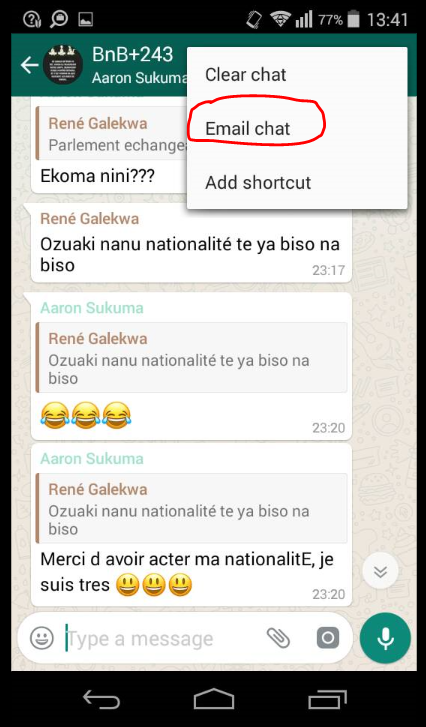 77% 13:41
BnB+243
Aaron Sukuma
Clear chat
Email chat
Add shortcut
René Galekwa
Parlement echange
Ekoma nini???
René Galekwa
Ozuaki nanu nationalité te ya biso na
biso
23:17
Aaron Sukuma
René Galekwa
Ozuaki nanu nationalité te ya biso na
biso
😂😂😂
23:20
Aaron Sukuma
René Galekwa
Ozuaki nanu nationalité te ya biso na
biso
Merci d avoir acter ma nationalitE, je
suis tres 😃😃😃
23:20
Type a message